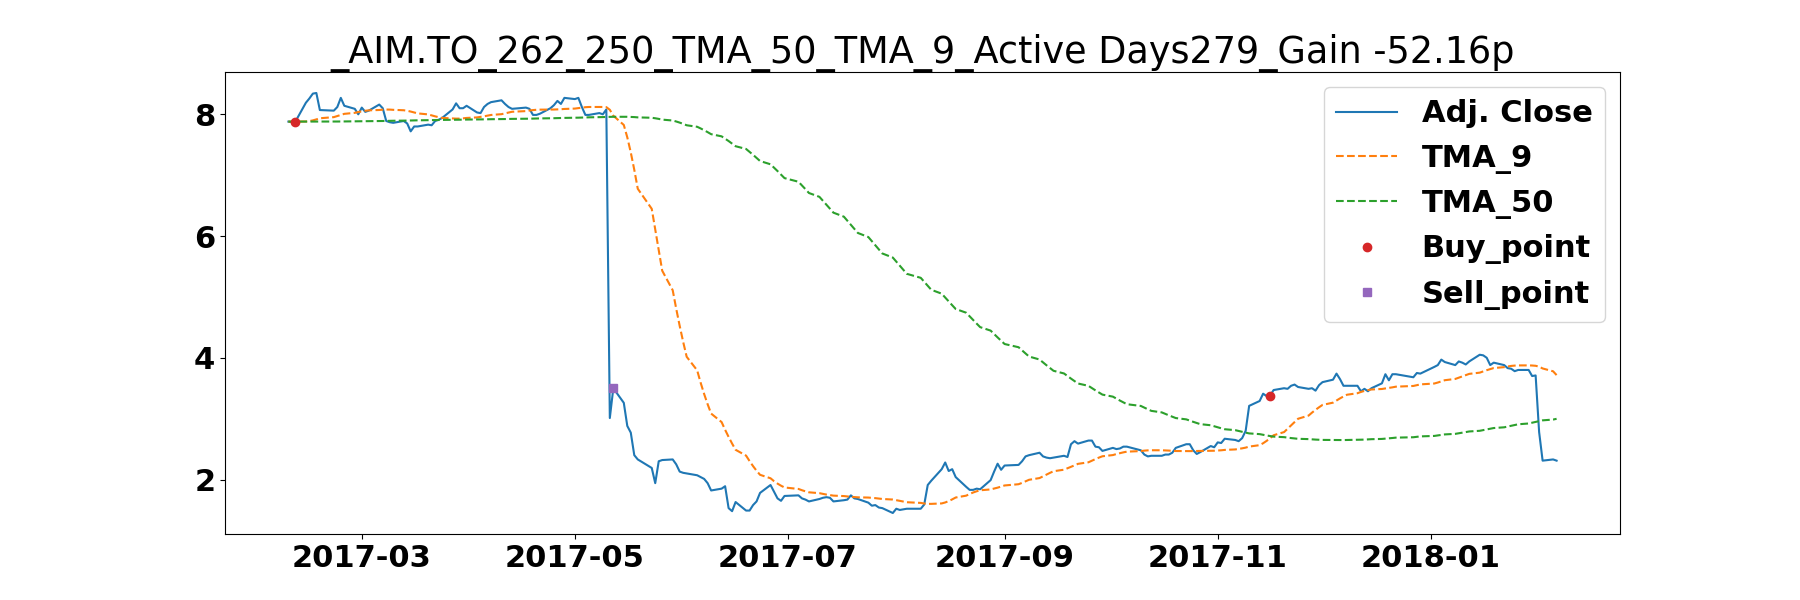 _AIM.TO_262_250_TMA_50_TMA_9_Active Days279_Gain -52.16p
8
6
4
2
Adj. Close
TMA_9
TMA_50
Buy_point
Sell_point
2017-03 2017-05 2017-07 2017-09 2017-11 2018-01